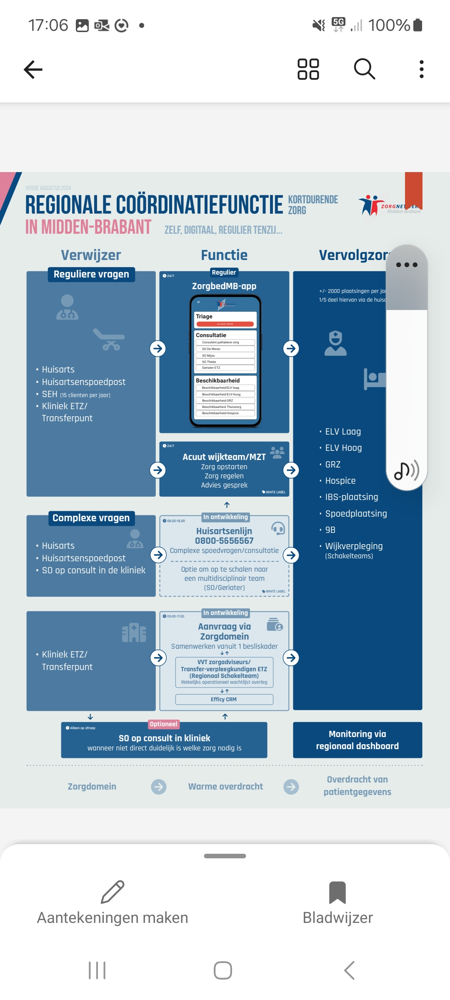 17:06
5G
100%
VERSIE AUGUSTUS 2024
REGIONALE COÖRDINATIEFUNCTIE KORTDURENDE ZORG
IN MIDDEN-BRABANT
ZELF, DIGITAAL, REGULIER TENZIJ...
Midden-Brabant
Verwijzer
Functie
Reguliere vragen
• Huisarts
• Huisartsenspoedpost
• SEH (15 clienten per jaar)
• Kliniek ETZ/
Transferpunt
24/7
Regulier
ZorgbedMB-app
Triage
GA NAAR TRIAGE
Consultatie
Consulent palliatieve zorg
SO De Wever
SO Mijzo
SO Thebe
Geriater ETZ
Beschikbaarheid
Beschikbaarheid ELV-laag
Beschikbaarheid ELV-hoog
Beschikbaarheid GRZ
Beschikbaarheid Thuiszorg
Beschikbaarheid Hospice
24/7
Acuut wijkteam/MZT
Zorg opstarten
Zorg regelen
Advies gesprek
WHITE LABEL
+/- 2000 plaatsingen per
1/5 deel hiervan via de
• ELV Laag
• ELV Hoog
• GRZ
• Hospice
• IBS-plaatsing
• Spoedplaatsing
• 9B
• Wijkverpleging
(Schakelteams)
Complexe vragen
• Huisarts
• Huisartsenspoedpost
• SO op consult in de kliniek
In ontwikkeling
08.00-18.00
Huisartsenlijn
0800-5656567
Complexe spoedvragen/consultatie
Optie om op te schalen naar
een multidisciplinair team
(SO/Geriater)
WHITE LABEL
• Kliniek ETZ/
Transferpunt
In ontwikkeling
09.00-17.00
Aanvraag via
Zorgdomein
Samenwerken vanuit 1 besliskader
VVT zorgadviseurs/
Transfer-verpleegkundigen ETZ
(Regionaal Schakelteam)
Wekelijks operationeel wachtlijst overleg
Efficy CRM
Optioneel
Alleen op afroep
SO op consult in kliniek
wanneer niet direct duidelijk is welke zorg nodig is
Monitoring via
regionaal dashboard
Zorgdomein
Warme overdracht
Overdracht van
patientgegevens
Aantekeningen maken
Bladwijzer